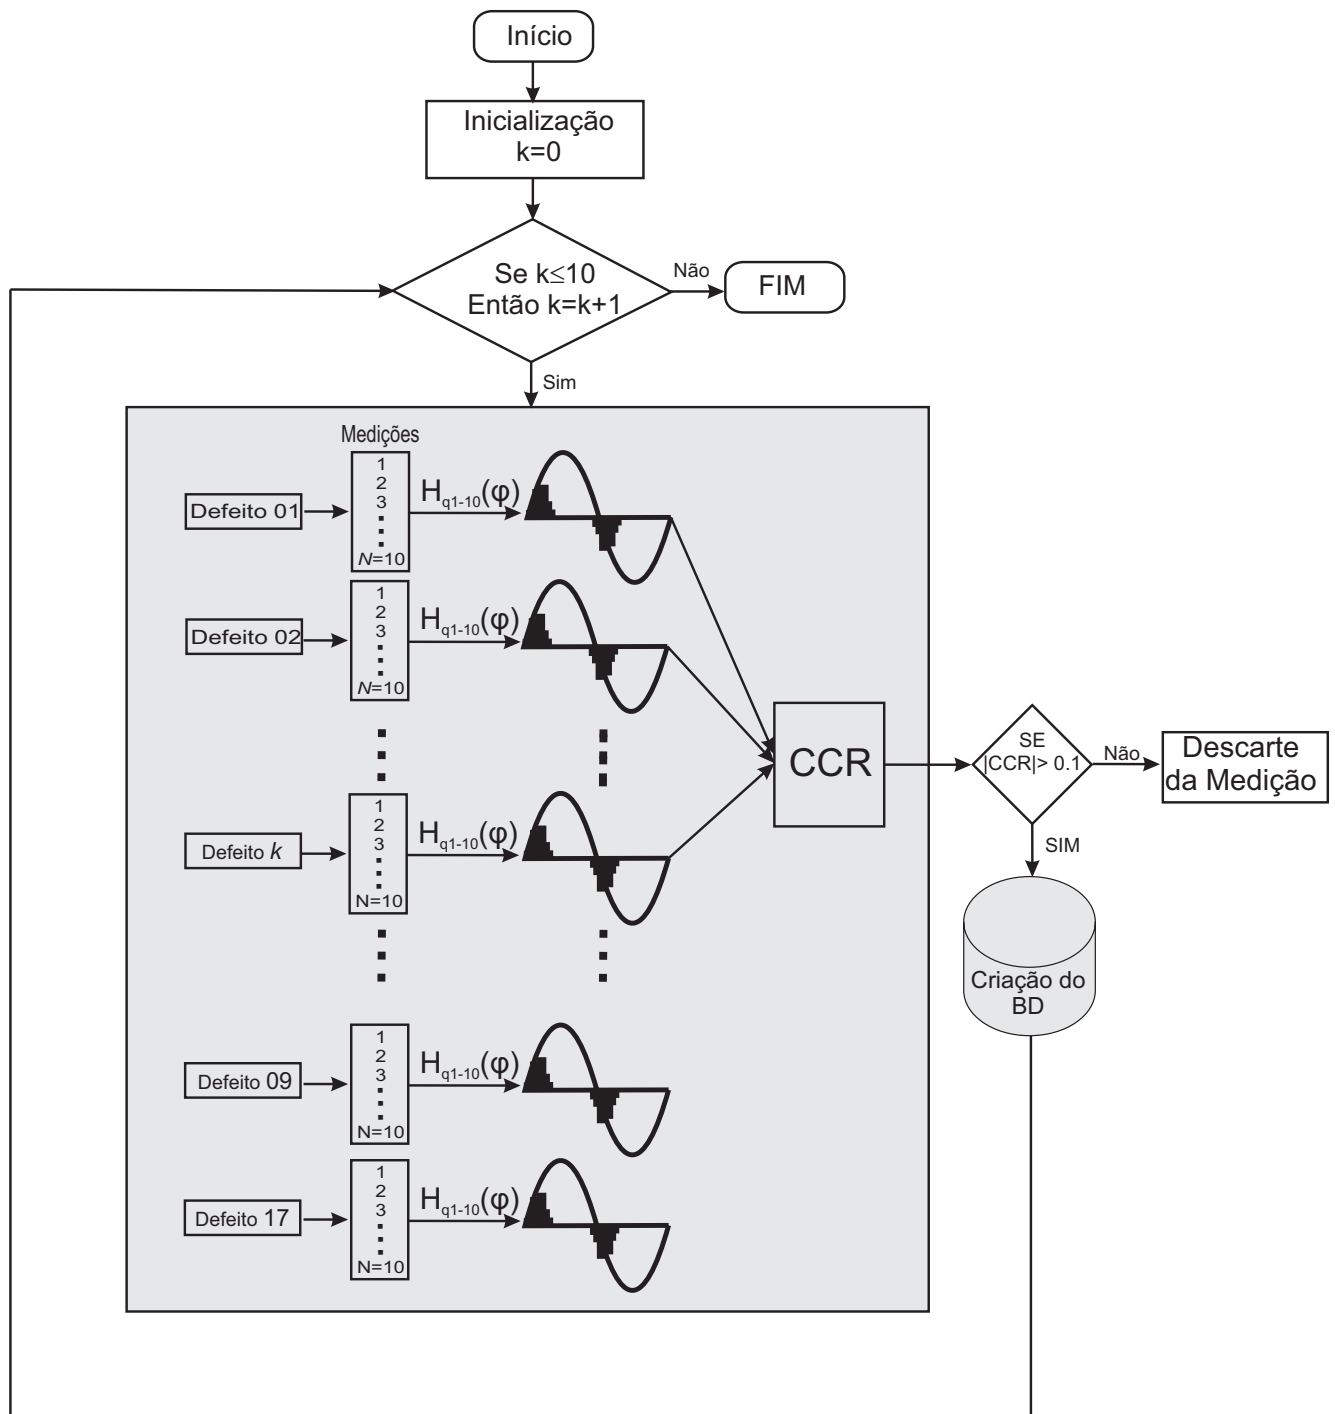 Início
Inicialização
k=0
Se k≤10
Então k=k+1
Não
FIM
Sim
Medições
Defeito 01
1
2
3
N=10
Hq1-10(φ)
Defeito 02
1
2
3
N=10
Hq1-10(φ)
CCR
SE
|CCR|> 0.1
Não
Descarte
da Medição
SIM
Criação do
BD
Defeito k
1
2
3
N=10
Hq1-10(φ)
Defeito 09
1
2
3
N=10
Hq1-10(φ)
Defeito 17
1
2
3
N=10
Hq1-10(φ)